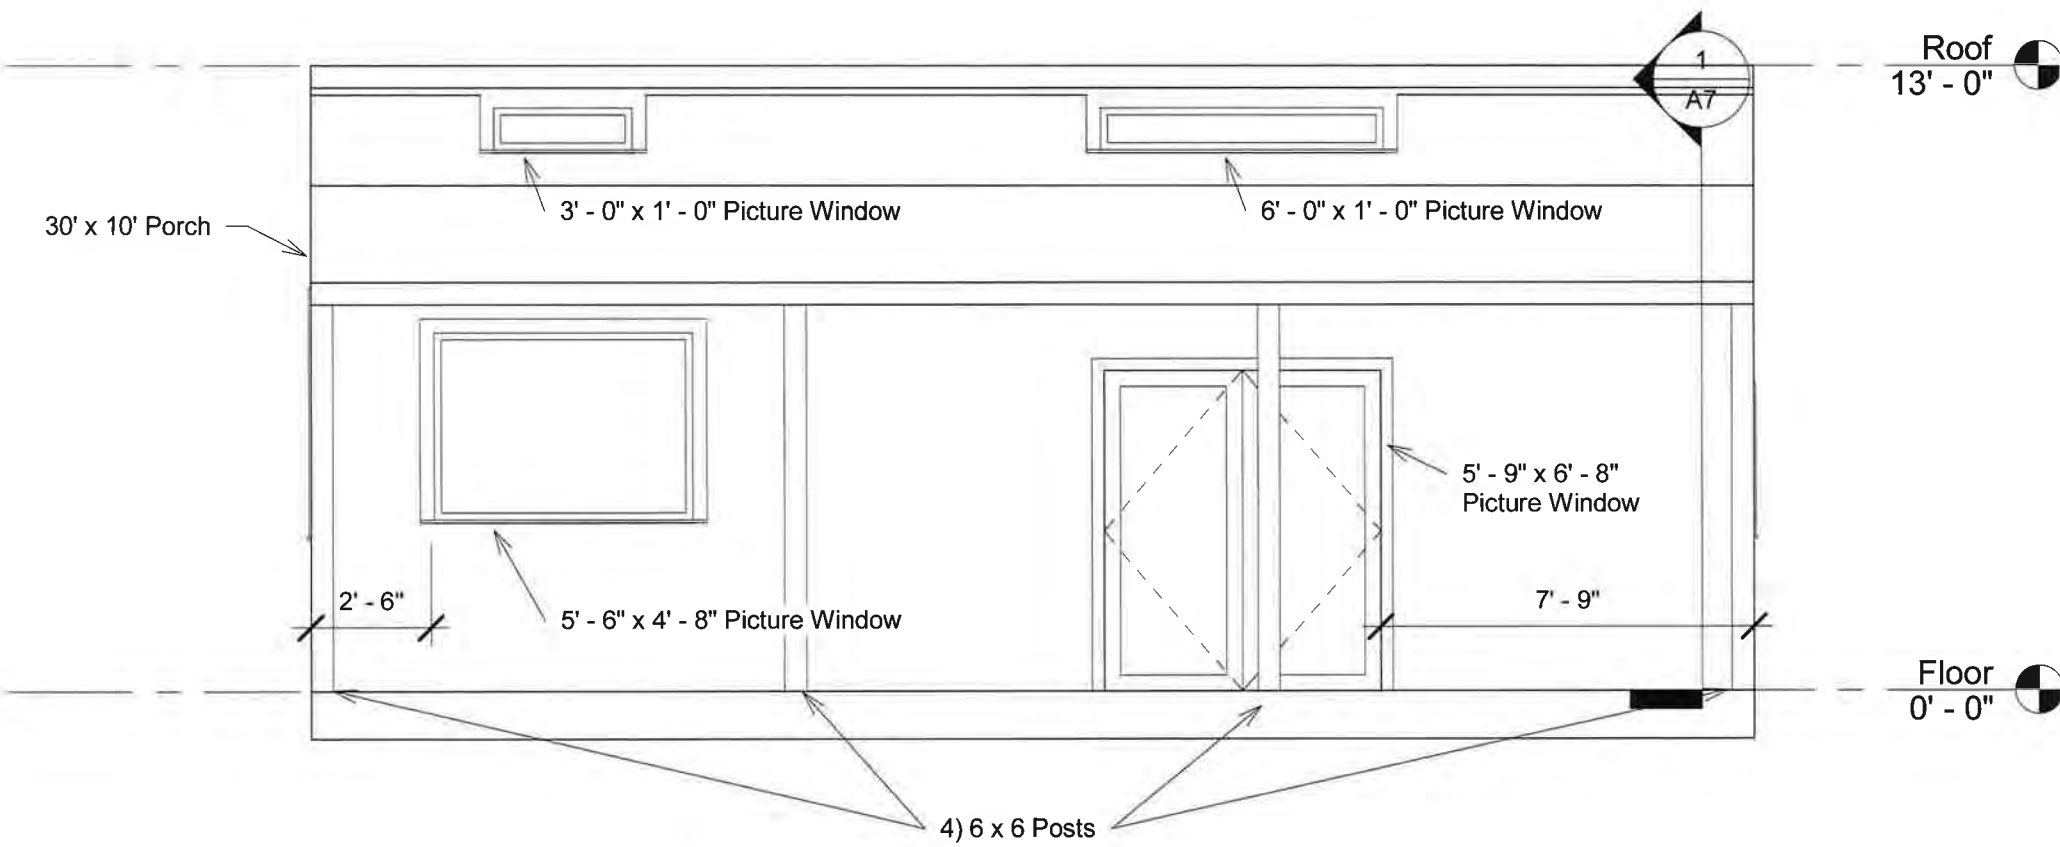 1
A7
Roof
13' - 0"
3' - 0" x 1' - 0" Picture Window
6' - 0" x 1' - 0" Picture Window
30' x 10' Porch
5' - 9" x 6' - 8"
Picture Window
2' - 6"
7' - 9"
5' - 6" x 4' - 8" Picture Window
Floor
0' - 0"
4) 6 x 6 Posts